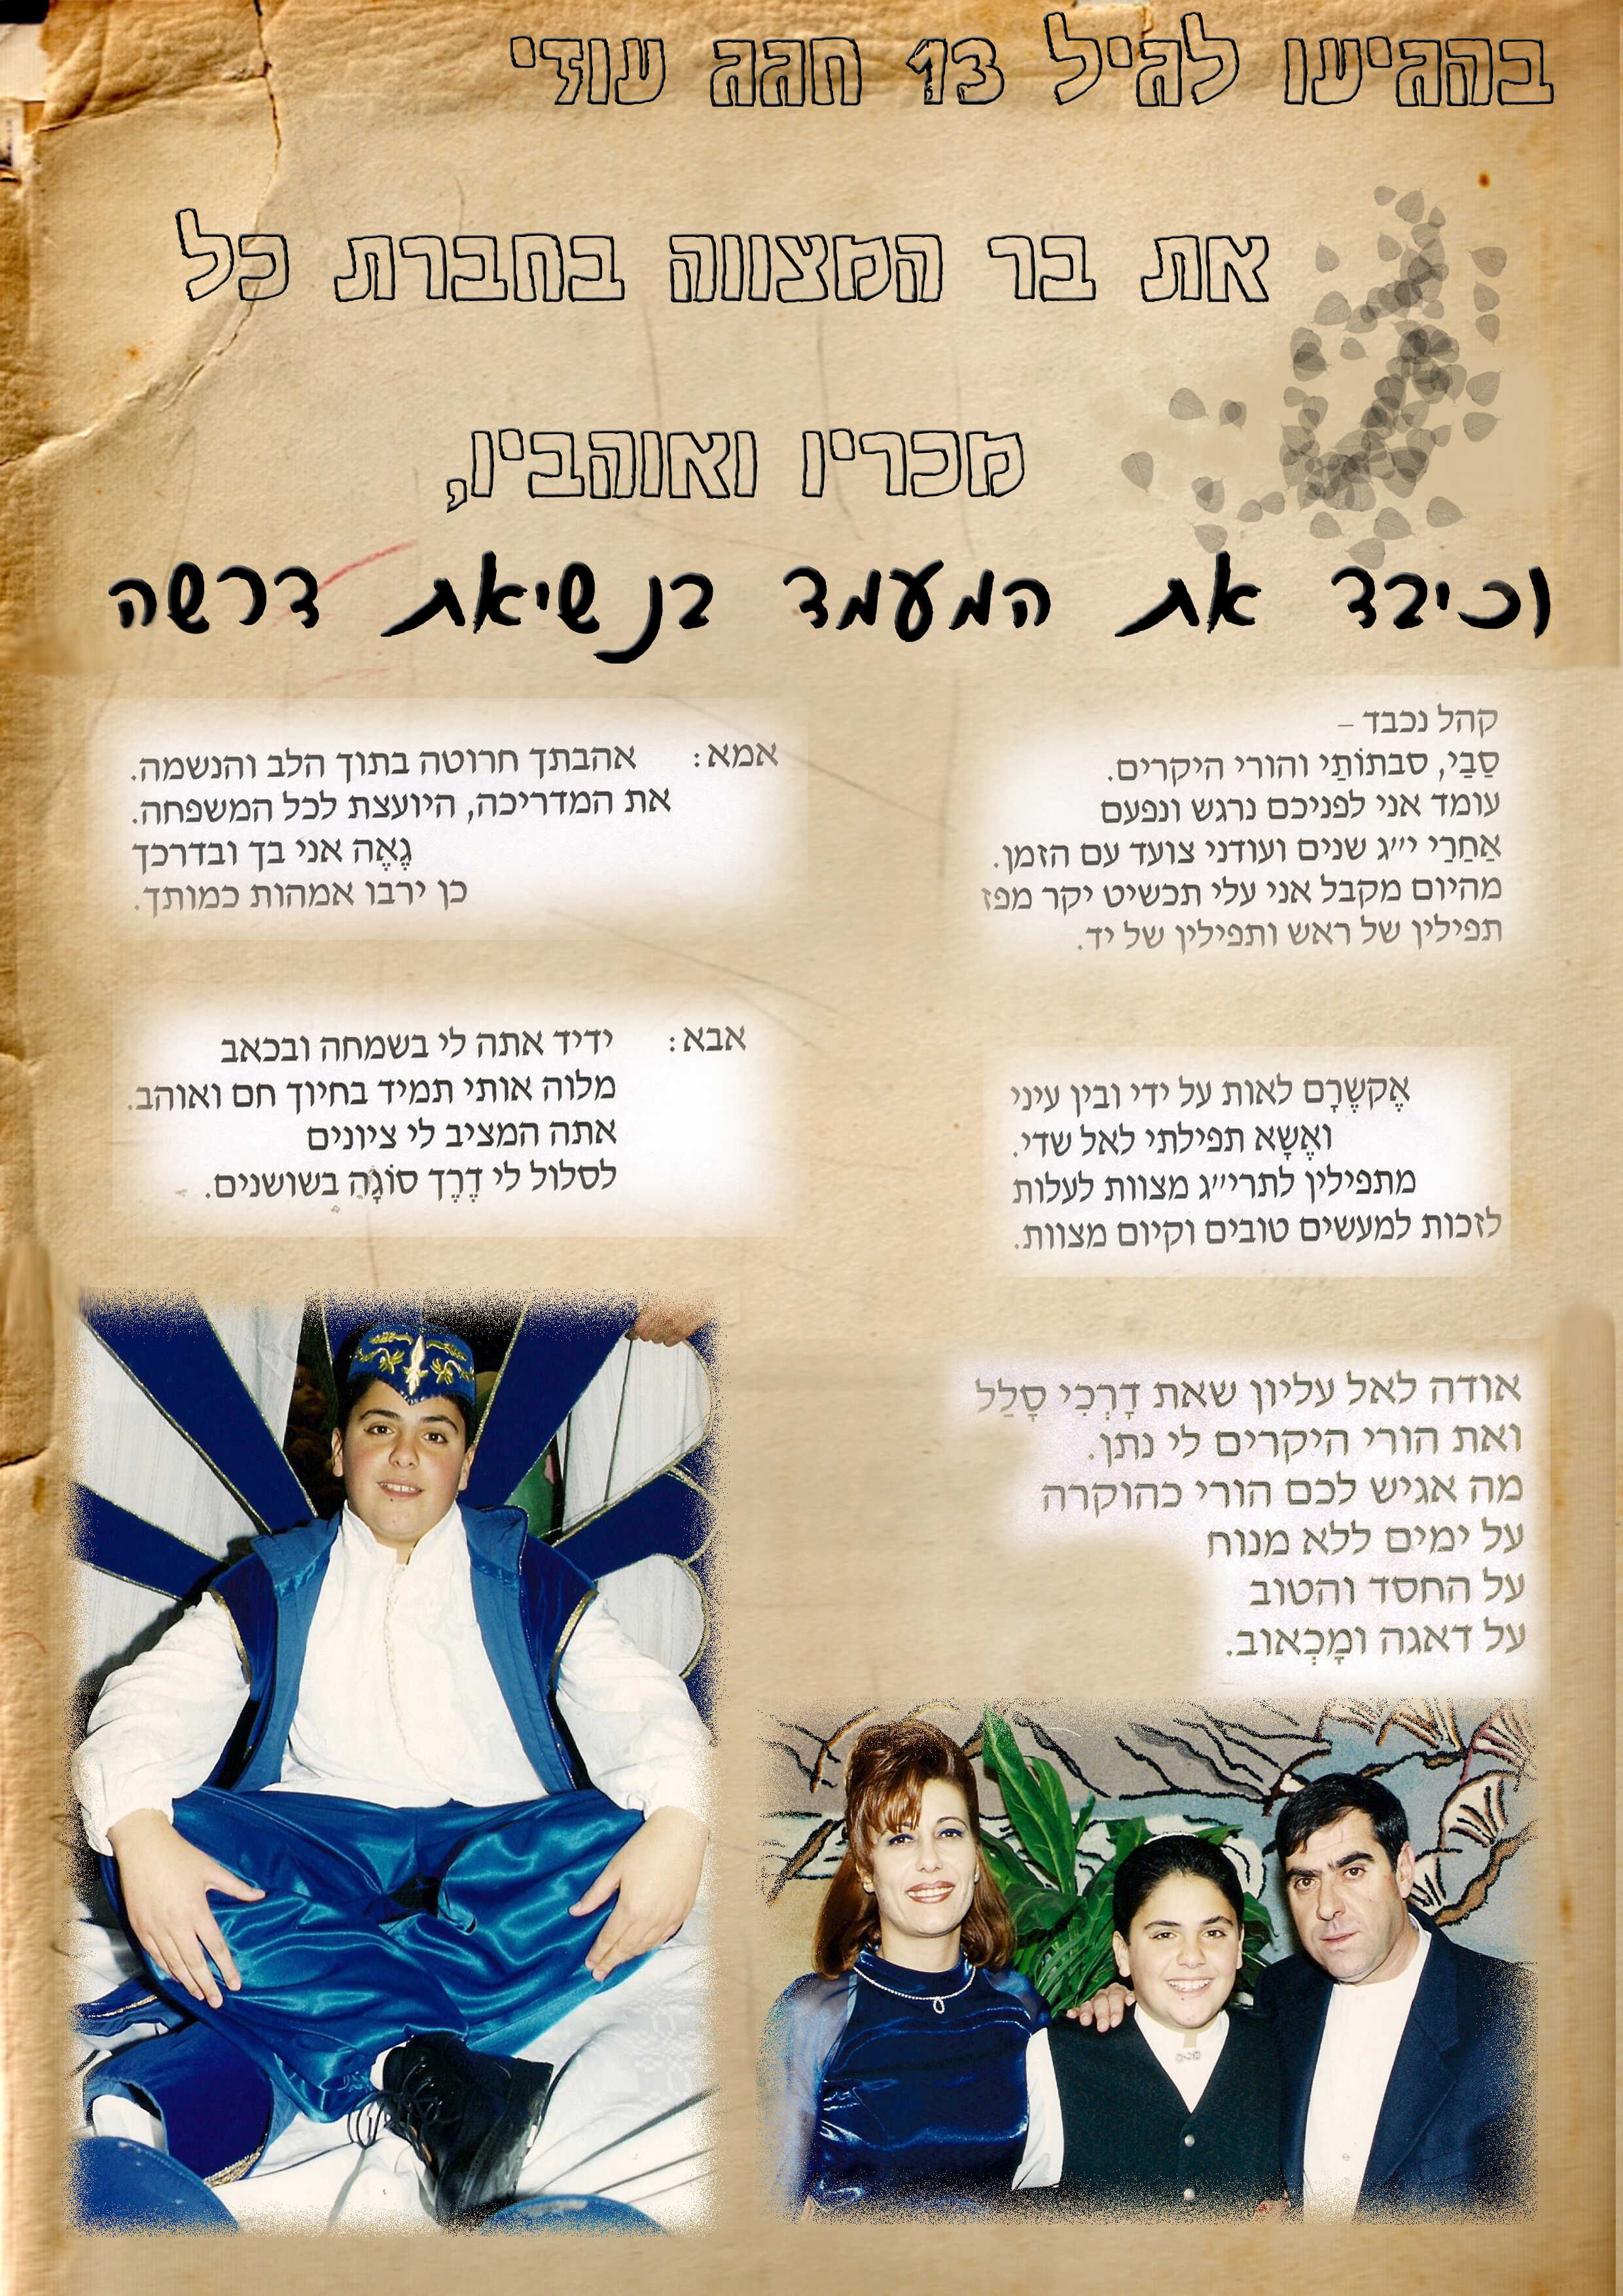 בהגיעו לגיל 13 חגג עוזי
את בר המצווה בחברת כל
מכריו ואוהביו,
וכיבד את המעמד בנשיאת דרשה
קהל נכבד –
סַבַי, סבתוֹתַי והורי היקרים.
עומד אני לפניכם נרגש ונפעם
אַחֲרַי י״ג שנים ועודני צועד עם הזמן.
מהיום מקבל אני עלי תכשיט יקר מפז
תפילין של ראש ותפילין של יד.
אֶקשְרָם לאות על ידי ובין עיני
ואֶשָא תפילתי לאל שדי.
מתפילין לתרי״ג מצוות לעלות
לזכות למעשים טובים וקיום מצוות.
אודה לאל עליון שאת דָרְכִי סָלַל
ואת הורי היקרים לי נתן.
מה אגיש לכם הורי כהוקרה
על ימים ללא מנוח
על החסד והטוב
על דאגה ומָכְאוב.
אמא: אהבתך חרוטה בתוך הלב והנשמה.
את המדריכה, היועצת לכל המשפחה.
גֶאֶה אני בך ובדרכך
כן ירבו אמהות כמותך.
אבא: ידיד אתה לי בשמחה ובכאב
מלוה אותי תמיד בחיוך חם ואוהב.
אתה המציב לי ציונים
לסלול לי דֶרֶך סוֹגָה בשושנים.